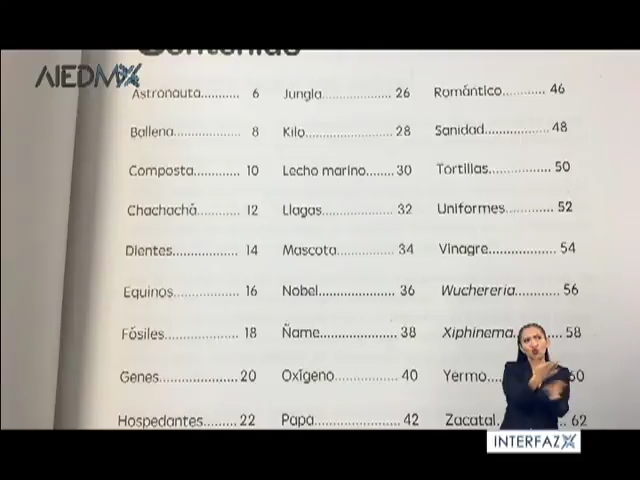 Contenido
AIEDMX
Astronauta........... 6
Ballena.................. 8
Composta............ 10
Chachachá........... 12
Dientes................. 14
Equinos................. 16
Fósiles................... 18
Genes.................... 20
Hospedantes......... 22
Jungla................... 26
Kilo........................ 28
Lecho marino....... 30
Llagas................... 32
Mascota............... 34
Nobel.................... 36
Ñame.................... 38
Oxígeno................ 40
Papa..................... 42
Romántico........... 46
Sanidad................ 48
Tortillas................ 50
Uniformes............ 52
Vinagre................. 54
Wuchereria........... 56
Xiphinema........... 58
Yermo.... 60
Zacatal..... 62
INTERFAZ